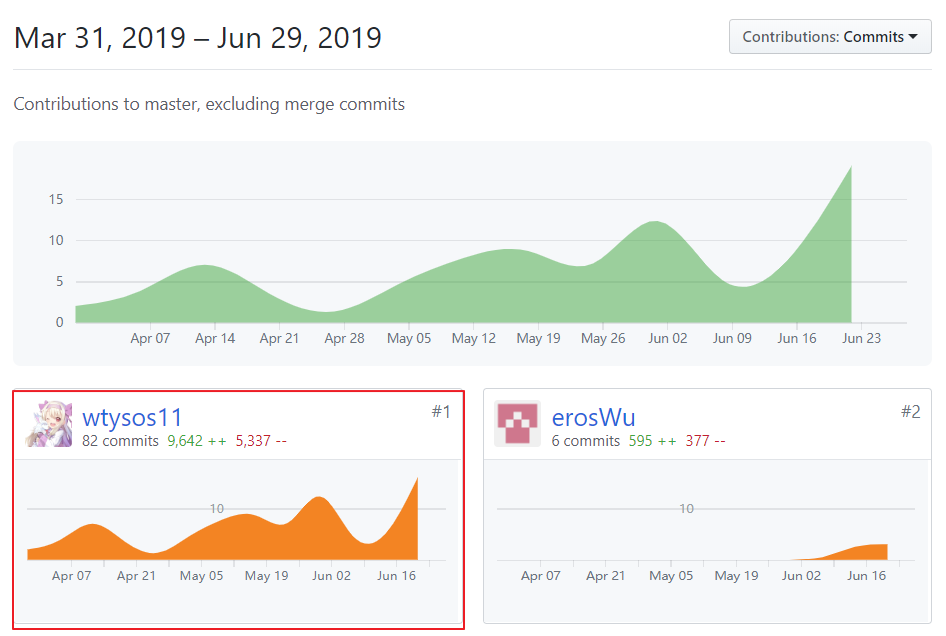 Mar 31, 2019 – Jun 29, 2019
Contributions: Commits
Contributions to master, excluding merge commits
15
10
5
0
Apr 07 Apr 14 Apr 21 Apr 28 May 05 May 12 May 19 May 26 Jun 02 Jun 09 Jun 16 Jun 23
wtysos11 #1
82 commits 9,642 ++ 5,337 --
10
Apr 07 Apr 21 May 05 May 19 Jun 02 Jun 16
erosWu #2
6 commits 595 ++ 377 --
10
Apr 07 Apr 21 May 05 May 19 Jun 02 Jun 16